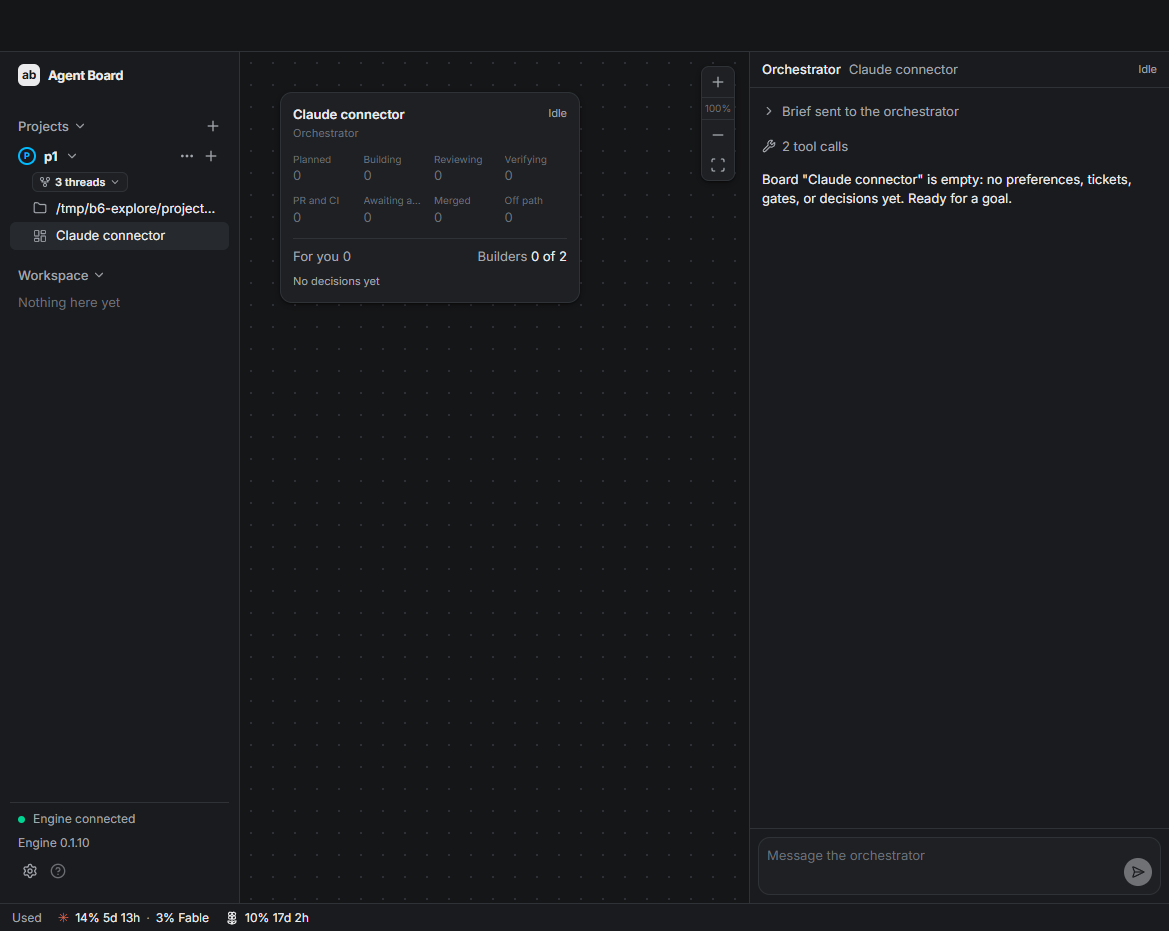 ab Agent Board
Projects
P p1
3 threads
/tmp/b6-explore/project...
Claude connector
Workspace
Nothing here yet
Engine connected
Engine 0.1.10
Claude connector Idle
Orchestrator
Planned Building Reviewing Verifying
0 0 0 0
PR and CI Awaiting a... Merged Off path
0 0 0 0
For you 0 Builders 0 of 2
No decisions yet
100%
Orchestrator Claude connector Idle
Brief sent to the orchestrator
2 tool calls
Board "Claude connector" is empty: no preferences, tickets,
gates, or decisions yet. Ready for a goal.
Message the orchestrator
Used 14% 5d 13h · 3% Fable 10% 17d 2h